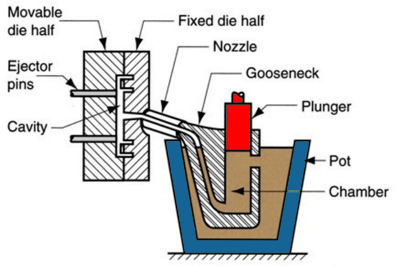 Movable
die half
Fixed die half
Nozzle
Ejector
pins
Gooseneck
Plunger
Cavity
Pot
Chamber